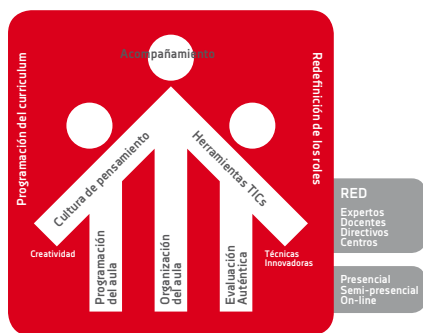 Acompañamiento
Programación del curriculum
Redefinición de los roles
Cultura de pensamiento
Herramientas TICs
Creatividad
Técnicas
Innovadoras
Programación
del aula
Organización
del aula
Evaluación
Auténtica
RED
Expertos
Docentes
Directivos
Centros
Presencial
Semi-presencial
On-line